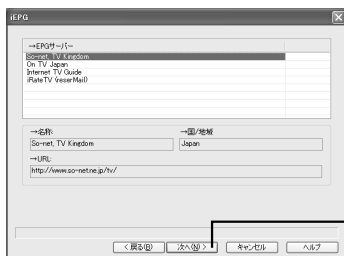 iEPG
→EPGサーバー
So-net, TV Kingdom
On TV Japan
Internet TV Guide
iRateTV (reserMail)
→名称:
→国/地域
So-net, TV Kingdom
Japan
→URL:
http://www.so-net.ne.jp/tv/
< 戻る(B)
次へ(N) >
キャンセル
ヘルプ